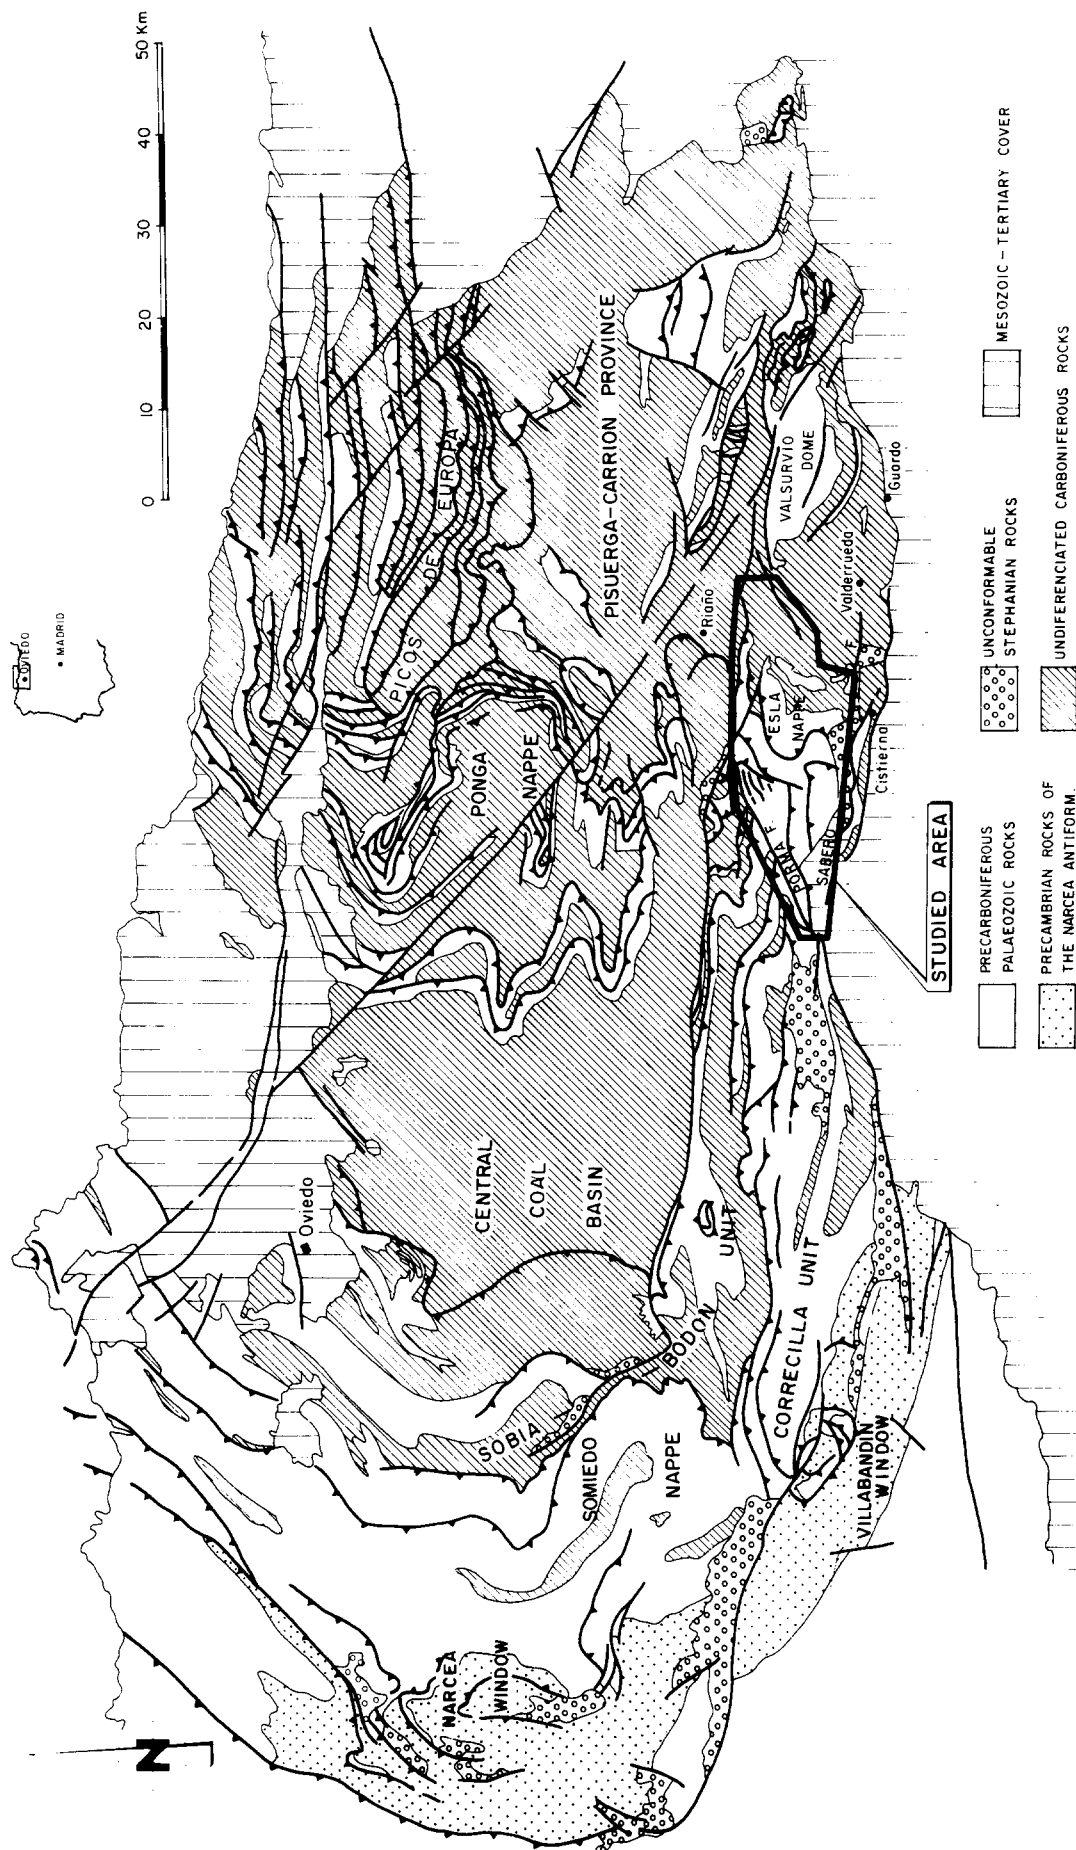 N
OVIEDO
MADRID
0 10 20 30 40 50 Km
Oviedo
PICOS
DE
EUROPA
PONGA
NAPPE
CENTRAL
COAL
BASIN
SOBIA
SOMIEDO
NAPPE
NARCEA
WINDOW
BODON
UNIT
CORRECILLA UNIT
VILLABANDIN
WINDOW
PISUERGA-CARRION PROVINCE
Riaño
ESLA
NAPPE
PORMA F.
SABERO
F
VALSURVIO
DOME
Valderrueda
Guardo
Cistierna
STUDIED AREA
PRECARBONIFEROUS
PALAEOZOIC ROCKS
PRECAMBRIAN ROCKS OF
THE NARCEA ANTIFORM.
UNCONFORMABLE
STEPHANIAN ROCKS
UNDIFERENCIATED CARBONIFEROUS ROCKS
MESOZOIC-TERTIARY COVER